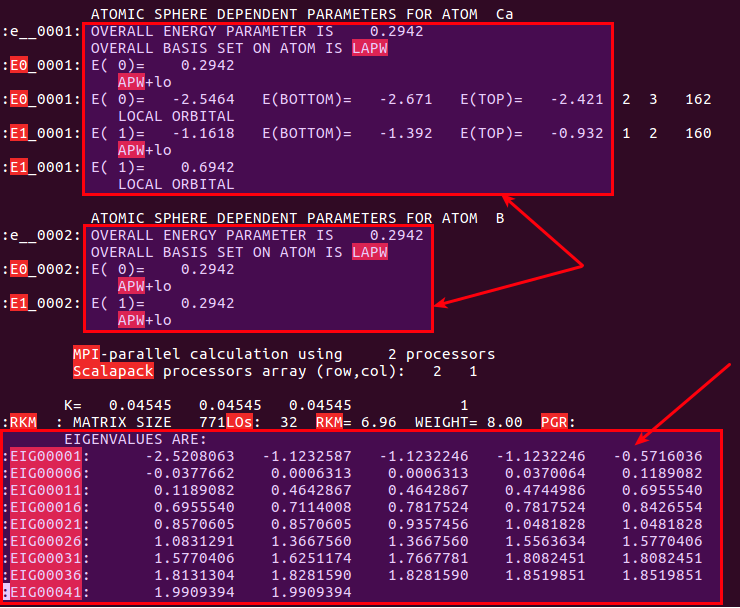 ATOMIC SPHERE DEPENDENT PARAMETERS FOR ATOM  Ca
:e__0001: OVERALL ENERGY PARAMETER IS    0.2942
OVERALL BASIS SET ON ATOM IS LAPW
:E0_0001: E( 0)=    0.2942
APW+lo
:E0_0001: E( 0)=   -2.5464   E(BOTTOM)=   -2.671   E(TOP)=   -2.421  2  3   162
LOCAL ORBITAL
:E1_0001: E( 1)=   -1.1618   E(BOTTOM)=   -1.392   E(TOP)=   -0.932  1  2   160
APW+lo
:E1_0001: E( 1)=    0.6942
LOCAL ORBITAL
ATOMIC SPHERE DEPENDENT PARAMETERS FOR ATOM  B
:e__0002: OVERALL ENERGY PARAMETER IS    0.2942
OVERALL BASIS SET ON ATOM IS LAPW
:E0_0002: E( 0)=    0.2942
APW+lo
:E1_0002: E( 1)=    0.2942
APW+lo
MPI-parallel calculation using     2 processors
Scalapack processors array (row,col):   2   1
K=   0.04545   0.04545   0.04545            1
:RKM  : MATRIX SIZE   771LOs:  32  RKM= 6.96  WEIGHT= 8.00  PGR:
EIGENVALUES ARE:
:EIG00001:      -2.5208063   -1.1232587   -1.1232246   -1.1232246   -0.5716036
:EIG00006:      -0.0377662    0.0006313    0.0006313    0.0370064    0.1189082
:EIG00011:       0.1189082    0.4642867    0.4642867    0.4744986    0.6955540
:EIG00016:       0.6955540    0.7114008    0.7817524    0.7817524    0.8426554
:EIG00021:       0.8570605    0.8570605    0.9357456    1.0481828    1.0481828
:EIG00026:       1.0831291    1.3667560    1.3667560    1.5563634    1.5770406
:EIG00031:       1.5770406    1.6251174    1.7667781    1.8082451    1.8082451
:EIG00036:       1.8131304    1.8281590    1.8281590    1.8519851    1.8519851
:EIG00041:       1.9909394    1.9909394